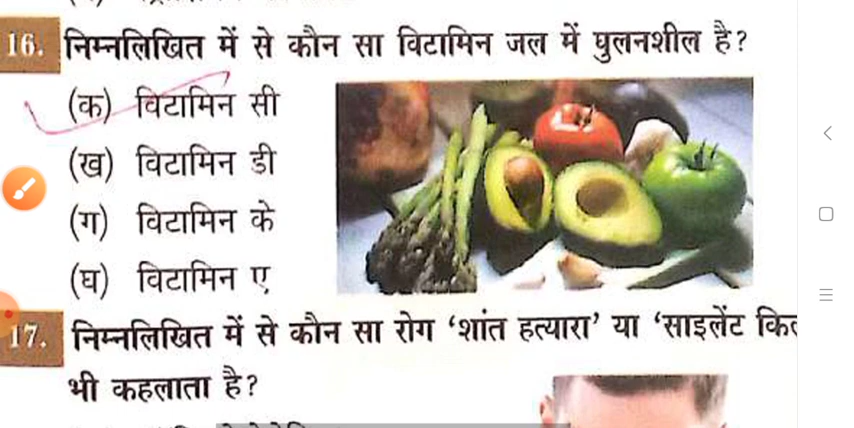 16. निम्नलिखित में से कौन सा विटामिन जल में घुलनशील है?
(क) विटामिन सी
(ख) विटामिन डी
(ग) विटामिन के
(घ) विटामिन ए
17. निम्नलिखित में से कौन सा रोग ‘शांत हत्यारा’ या ‘साइलेंट
भी कहलाता है?